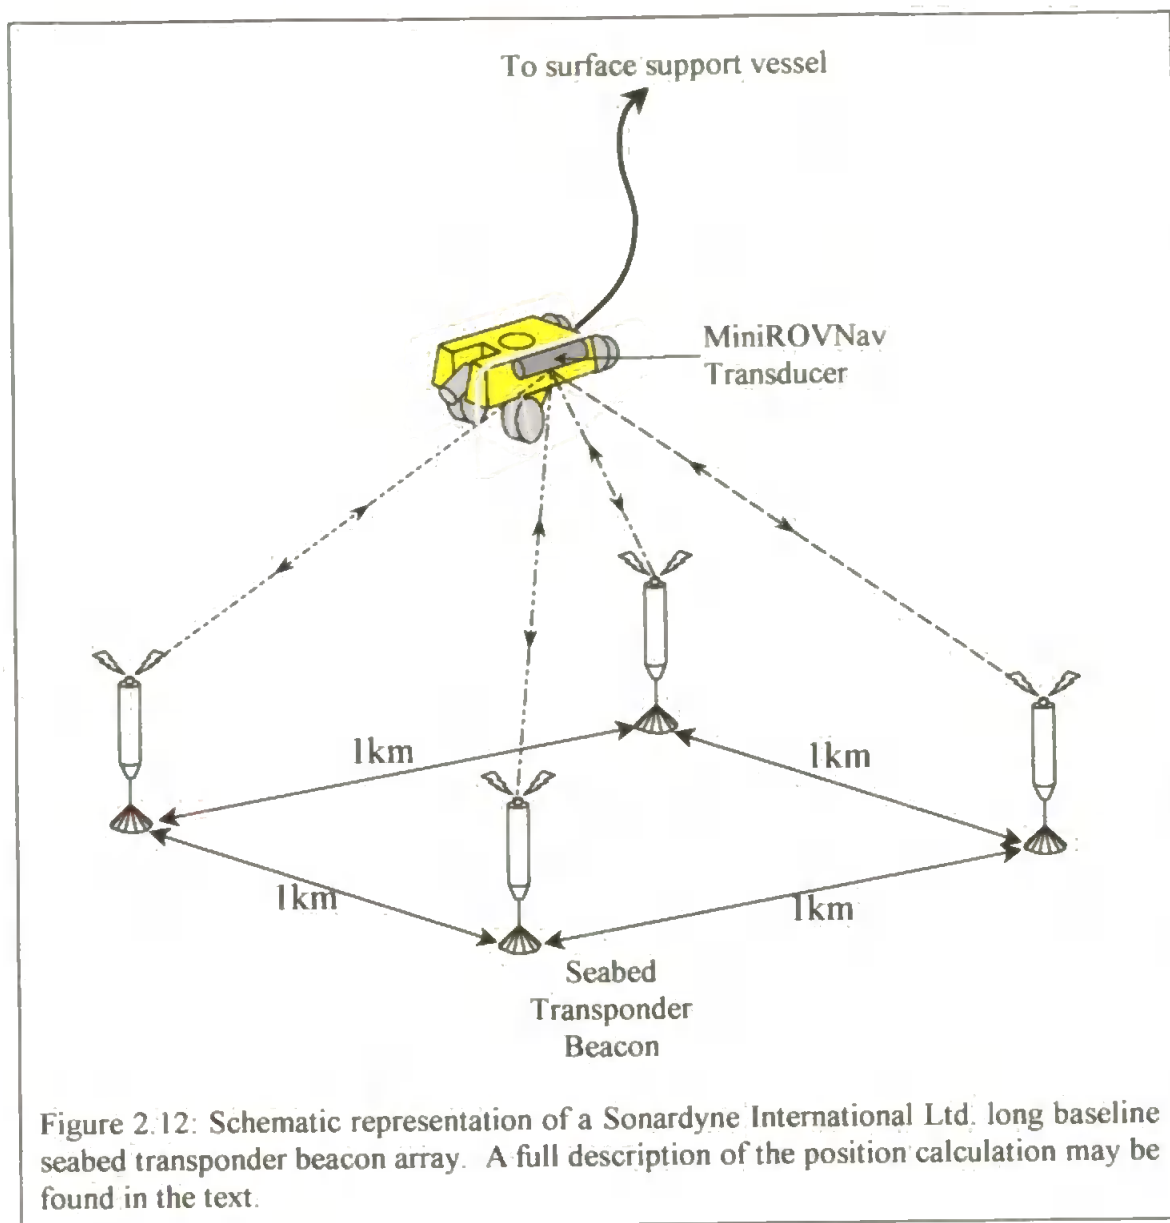 To surface support vessel
MiniROVNav
Transducer
1km
1km
1km
1km
Seabed
Transponder
Beacon
Figure 2.12: Schematic representation of a Sonardyne International Ltd. long baseline
seabed transponder beacon array. A full description of the position calculation may be
found in the text.